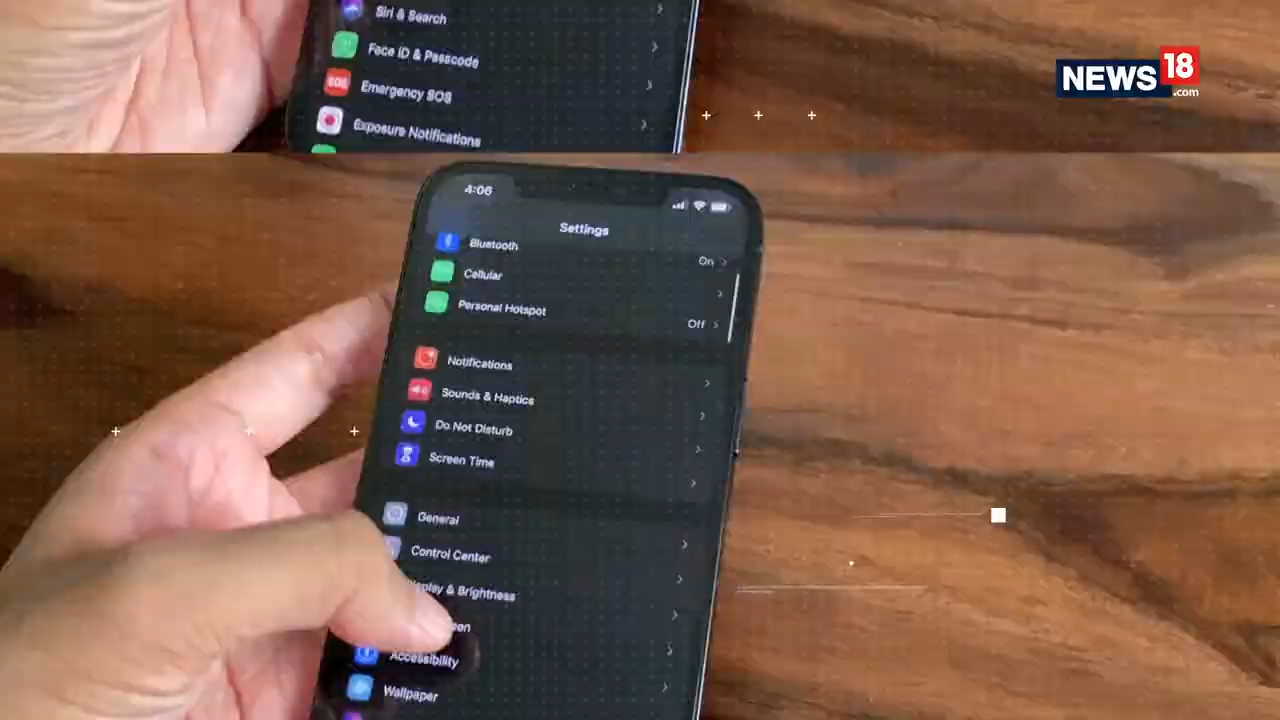 Siri & Search
Face ID & Passcode
SOS
Emergency SOS
Exposure Notifications
NEWS18
.com
4:06
Settings
Bluetooth
On
Cellular
Personal Hotspot
Off
Notifications
Sounds & Haptics
Do Not Disturb
Screen Time
General
Control Center
& Brightness
Accessibility
Wallpaper